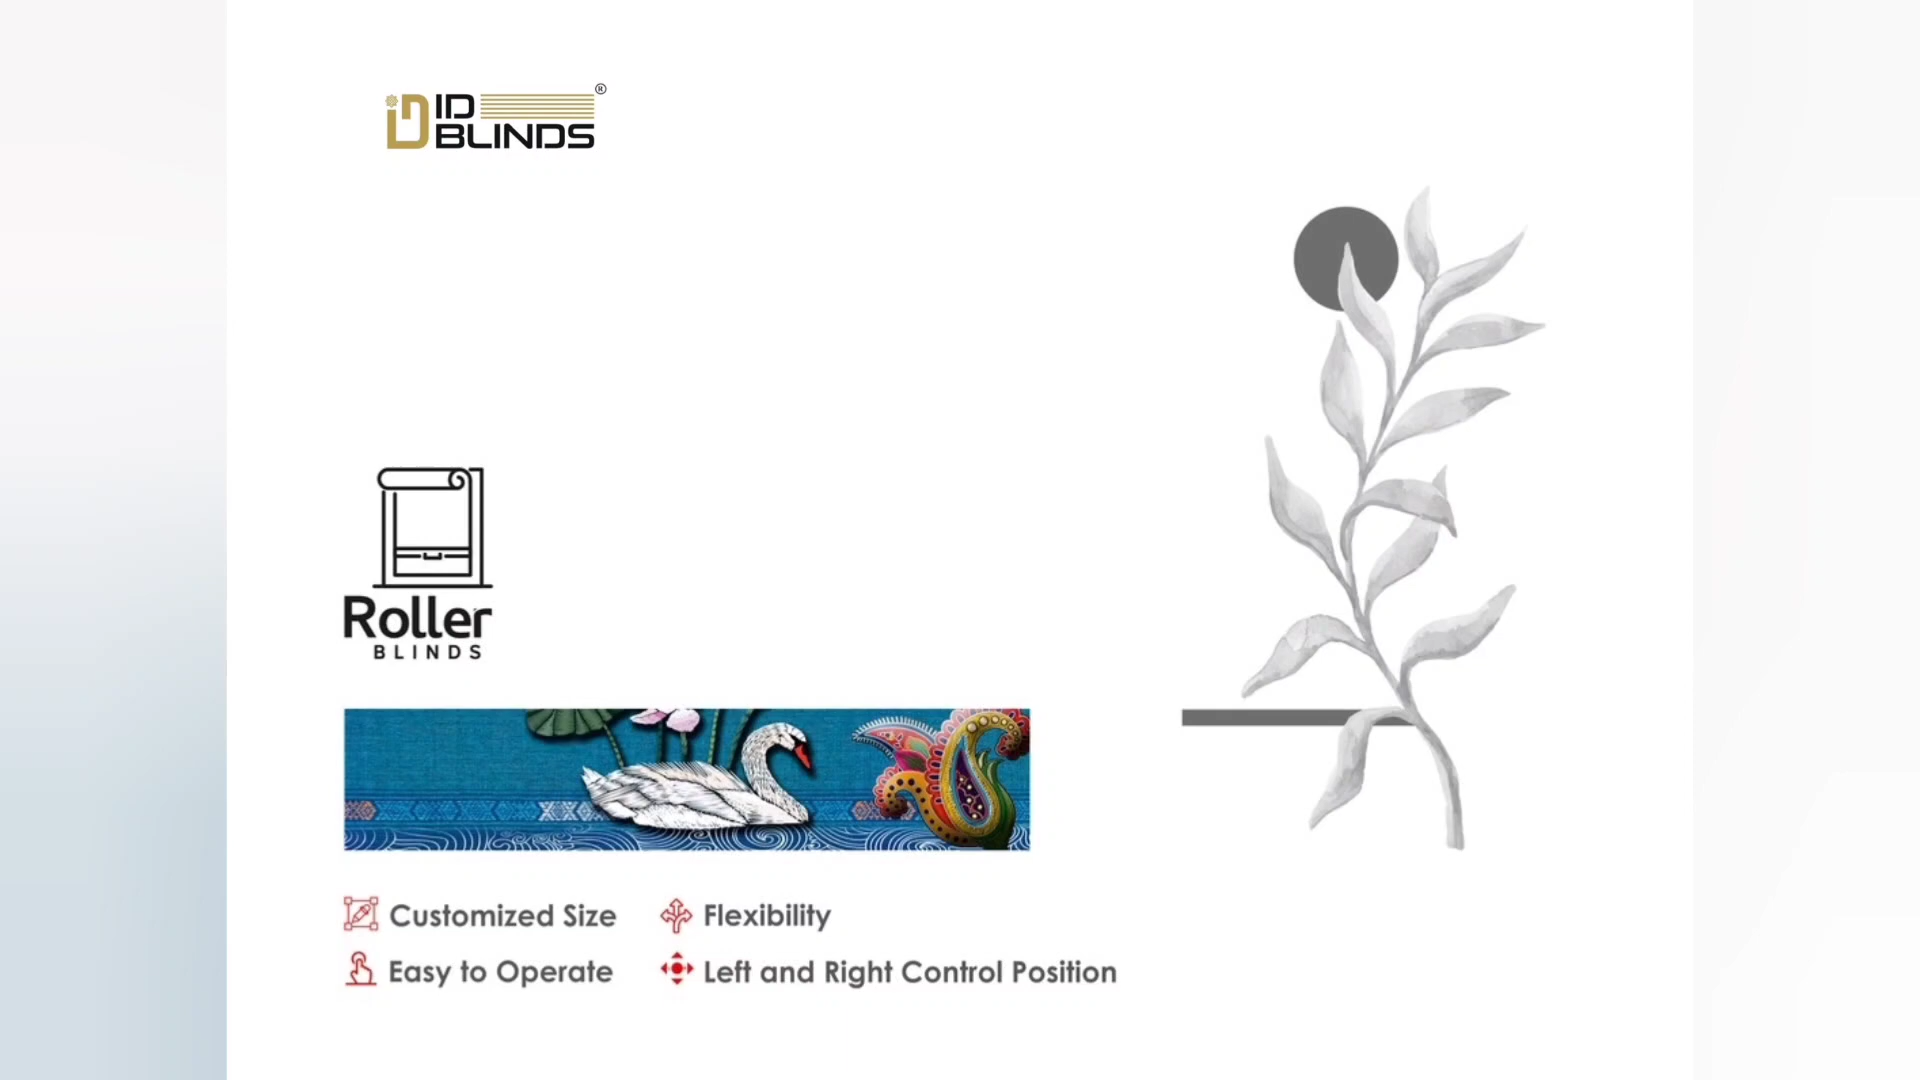 ID
BLINDS®
Roller
BLINDS
Customized Size
Flexibility
Easy to Operate
Left and Right Control Position